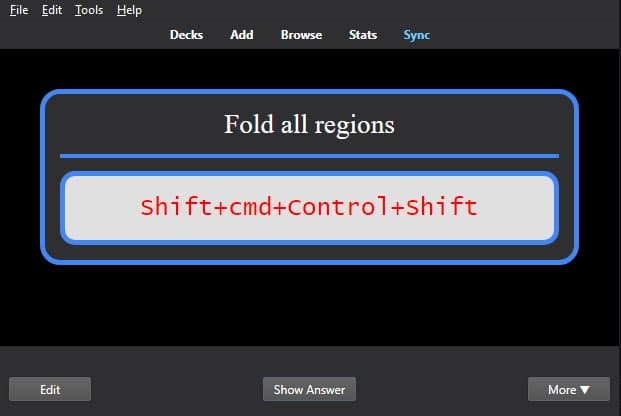 File Edit Tools Help
Decks Add Browse Stats Sync
Fold all regions
Shift+cmd+Control+Shift
Edit Show Answer More ▼